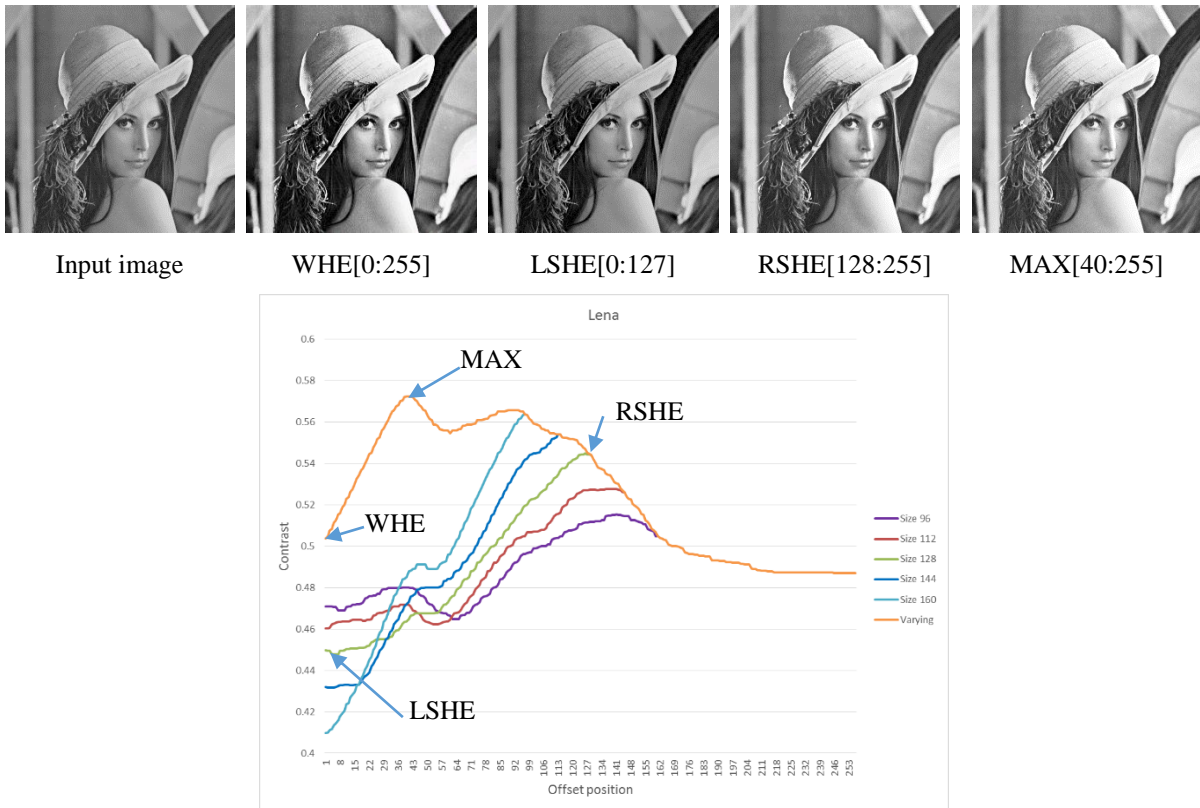 Input image
WHE[0:255]
LSHE[0:127]
RSHE[128:255]
MAX[40:255]
Lena
0.6
0.58
0.56
0.54
0.52
0.5
0.48
0.46
0.44
0.42
0.4
Contrast
MAX
RSHE
WHE
LSHE
Size 96
Size 112
Size 128
Size 144
Size 160
Varying
1 8 15 22 29 36 43 50 57 64 71 78 85 92 99 106 113 120 127 134 141 148 155 162 169 176 183 190 197 204 211 218 225 232 239 246 253
Offset position